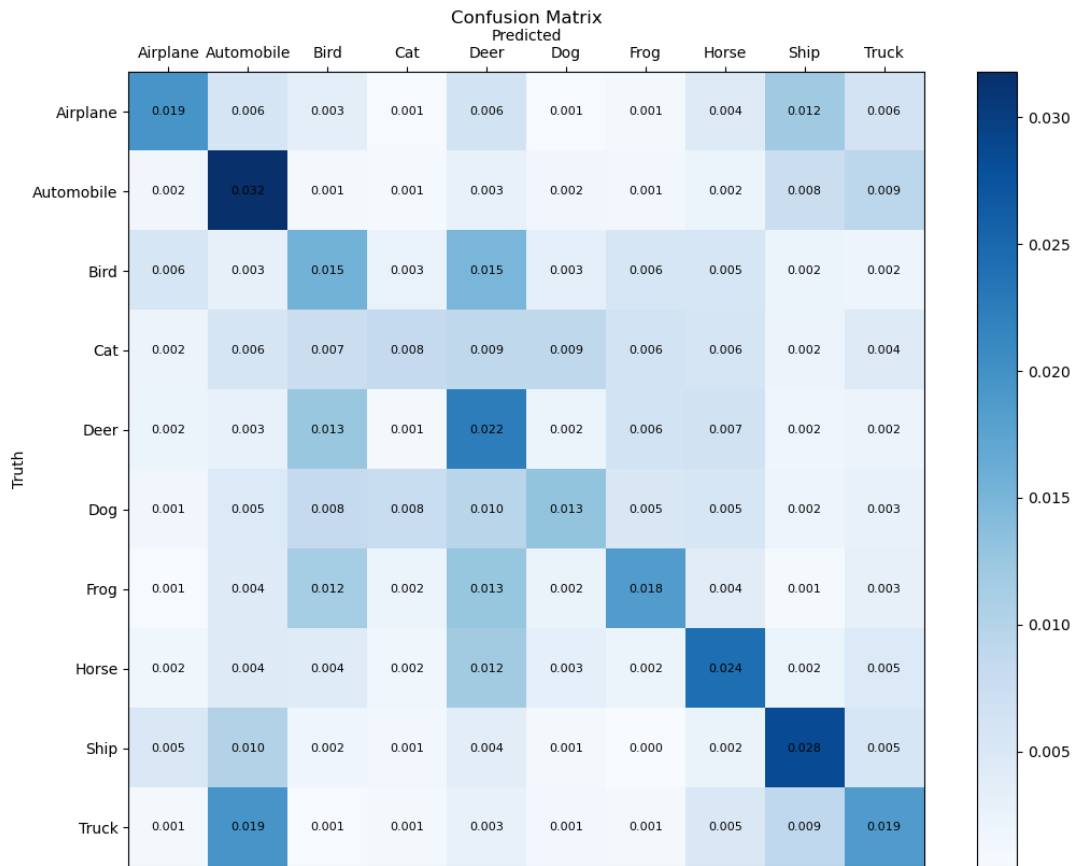 Confusion Matrix
Predicted
Airplane Automobile Bird Cat Deer Dog Frog Horse Ship Truck
Airplane 0.019 0.006 0.003 0.001 0.006 0.001 0.001 0.004 0.012 0.006
0.030
Automobile 0.002 0.032 0.001 0.001 0.003 0.002 0.001 0.002 0.008 0.009
0.025
Bird 0.006 0.003 0.015 0.003 0.015 0.003 0.006 0.005 0.002 0.002
Cat 0.002 0.006 0.007 0.008 0.009 0.009 0.006 0.006 0.002 0.004
0.020
Deer 0.002 0.003 0.013 0.001 0.022 0.002 0.006 0.007 0.002 0.002
Truth
Dog 0.001 0.005 0.008 0.008 0.010 0.013 0.005 0.005 0.002 0.003
0.015
Frog 0.001 0.004 0.012 0.002 0.013 0.002 0.018 0.004 0.001 0.003
0.010
Horse 0.002 0.004 0.004 0.002 0.012 0.003 0.002 0.024 0.002 0.005
Ship 0.005 0.010 0.002 0.001 0.004 0.001 0.000 0.002 0.028 0.005
0.005
Truck 0.001 0.019 0.001 0.001 0.003 0.001 0.001 0.005 0.009 0.019